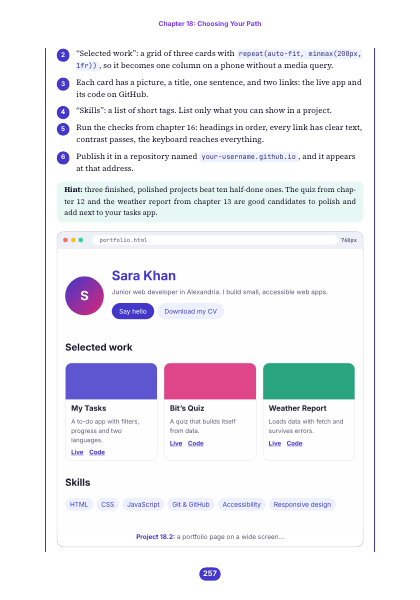 Chapter 18: Choosing Your Path
2 “Selected work”: a grid of three cards with repeat(auto-fit, minmax(200px,
1fr)), so it becomes one column on a phone without a media query.
3 Each card has a picture, a title, one sentence, and two links: the live app and
its code on GitHub.
4 “Skills”: a list of short tags. List only what you can show in a project.
5 Run the checks from chapter 16: headings in order, every link has clear text,
contrast passes, the keyboard reaches everything.
6 Publish it in a repository named your-username.github.io, and it appears
at that address.
Hint: three finished, polished projects beat ten half-done ones. The quiz from chap-
ter 12 and the weather report from chapter 13 are good candidates to polish and
add next to your tasks app.
portfolio.html 760px
S
Sara Khan
Junior web developer in Alexandria. I build small, accessible web apps.
Say hello Download my CV
Selected work
My Tasks
A to-do app with filters,
progress and two
languages.
Live Code
Bit's Quiz
A quiz that builds itself
from data.
Live Code
Weather Report
Loads data with fetch and
survives errors.
Live Code
Skills
HTML CSS JavaScript Git & GitHub Accessibility Responsive design
Project 18.2: a portfolio page on a wide screen...
257